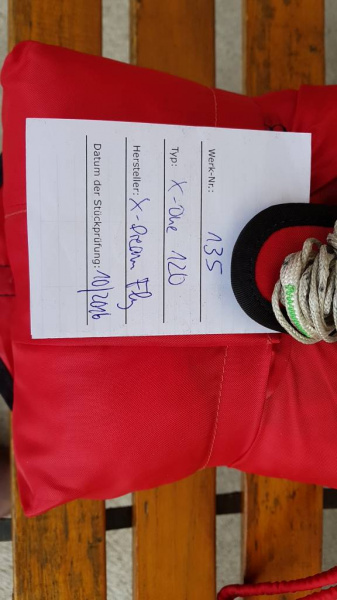 Werk-Nr.: 135
Typ: X-One 120
Hersteller: X-Dream Fly
Datum der Stückprüfung: 10/2016